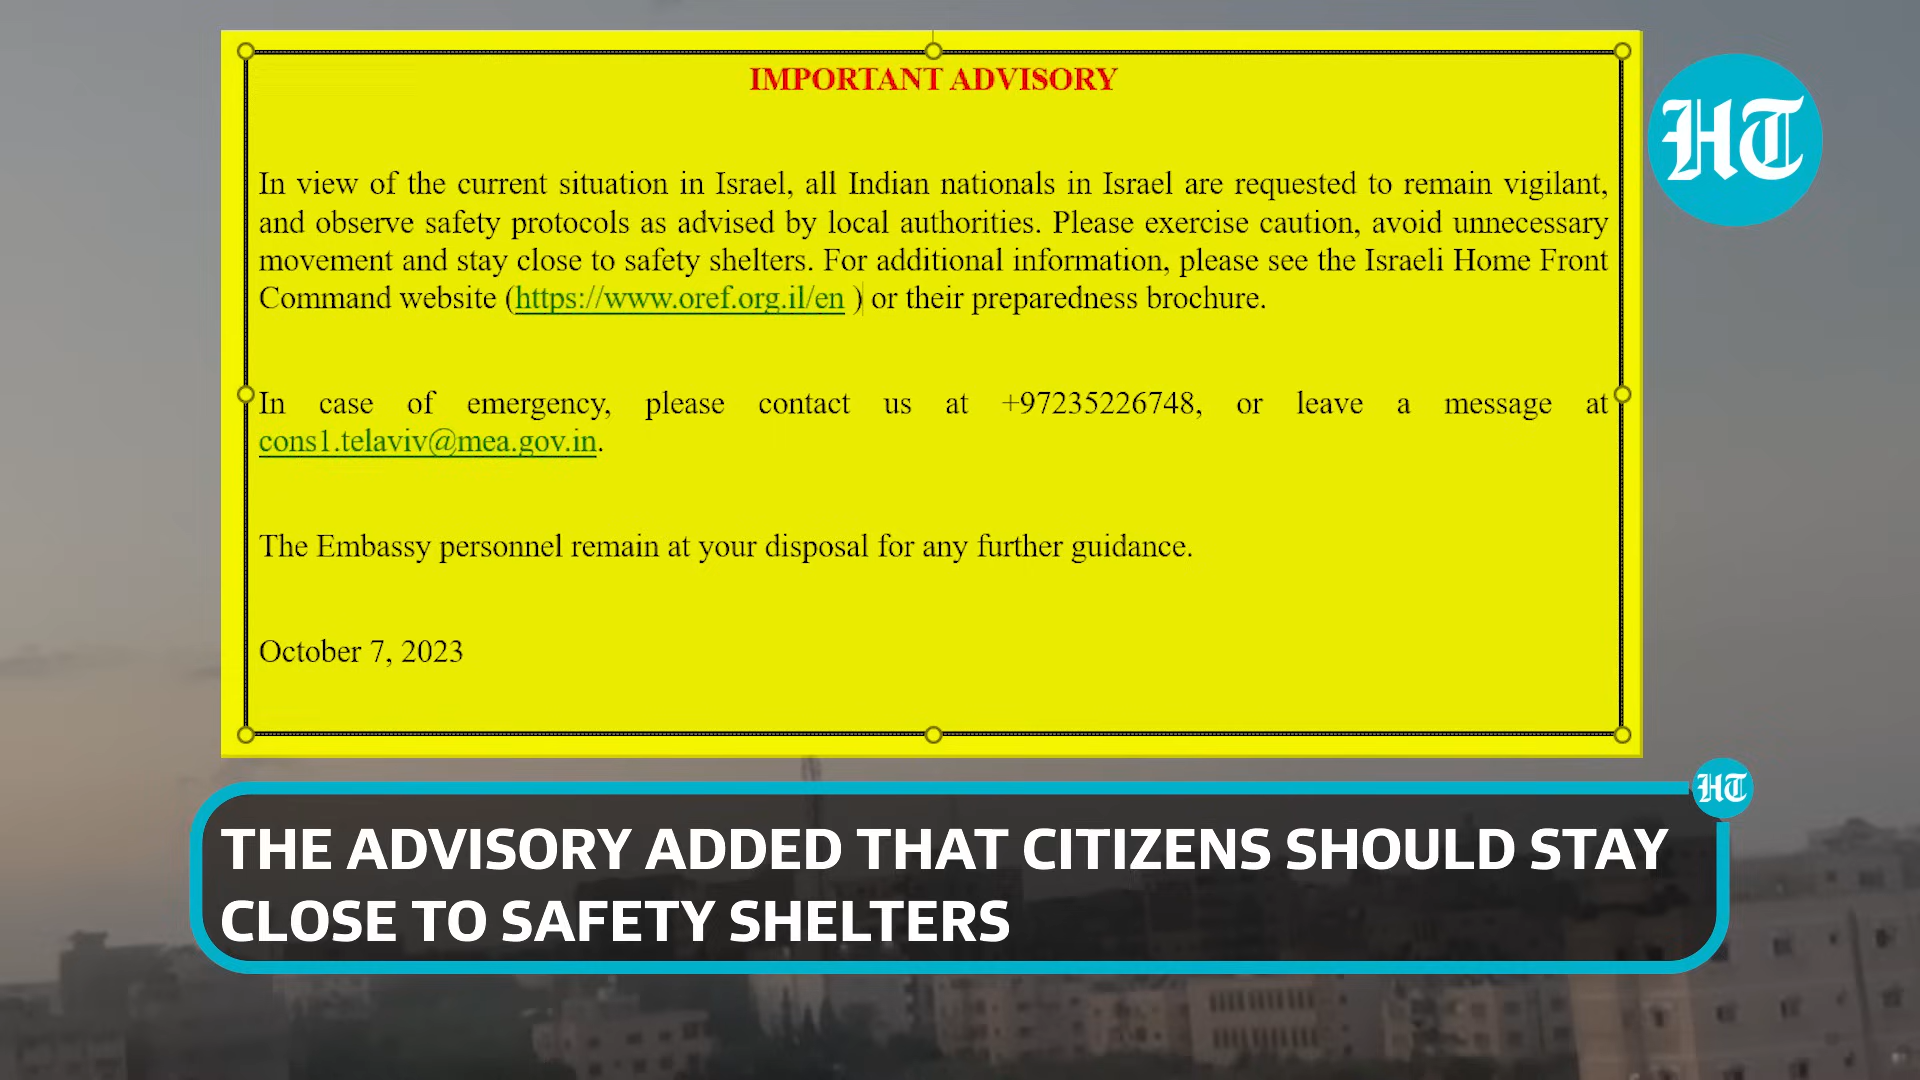 IMPORTANT ADVISORY
HT
In view of the current situation in Israel, all Indian nationals in Israel are requested to remain vigilant,
and observe safety protocols as advised by local authorities. Please exercise caution, avoid unnecessary
movement and stay close to safety shelters. For additional information, please see the Israeli Home Front
Command website (https://www.oref.org.il/en ) or their preparedness brochure.
In case of emergency, please contact us at +97235226748, or leave a message at
cons1.telaviv@mea.gov.in.
The Embassy personnel remain at your disposal for any further guidance.
October 7, 2023
HT
THE ADVISORY ADDED THAT CITIZENS SHOULD STAY
CLOSE TO SAFETY SHELTERS